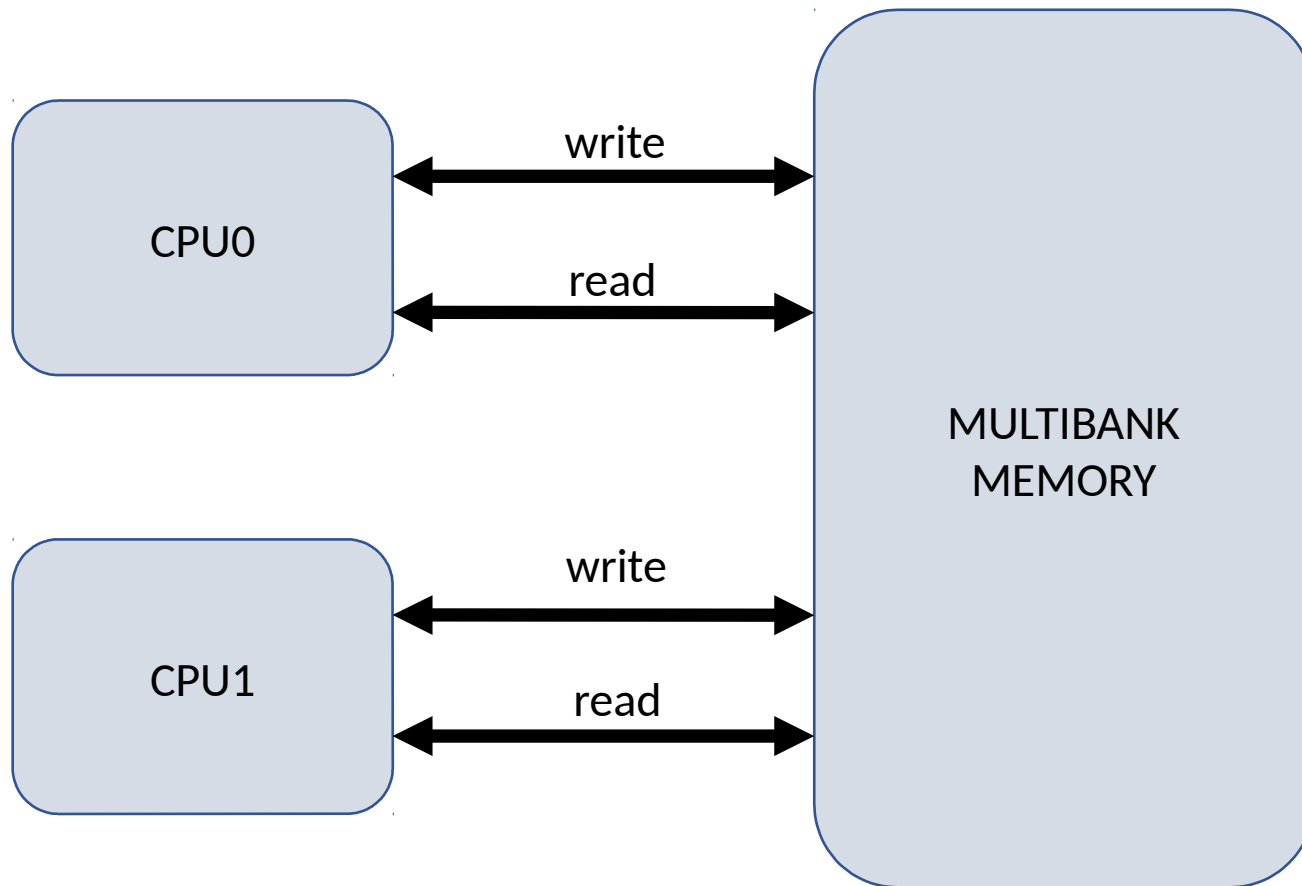 write
CPU0
read
MULTIBANK
MEMORY
write
CPU1
read